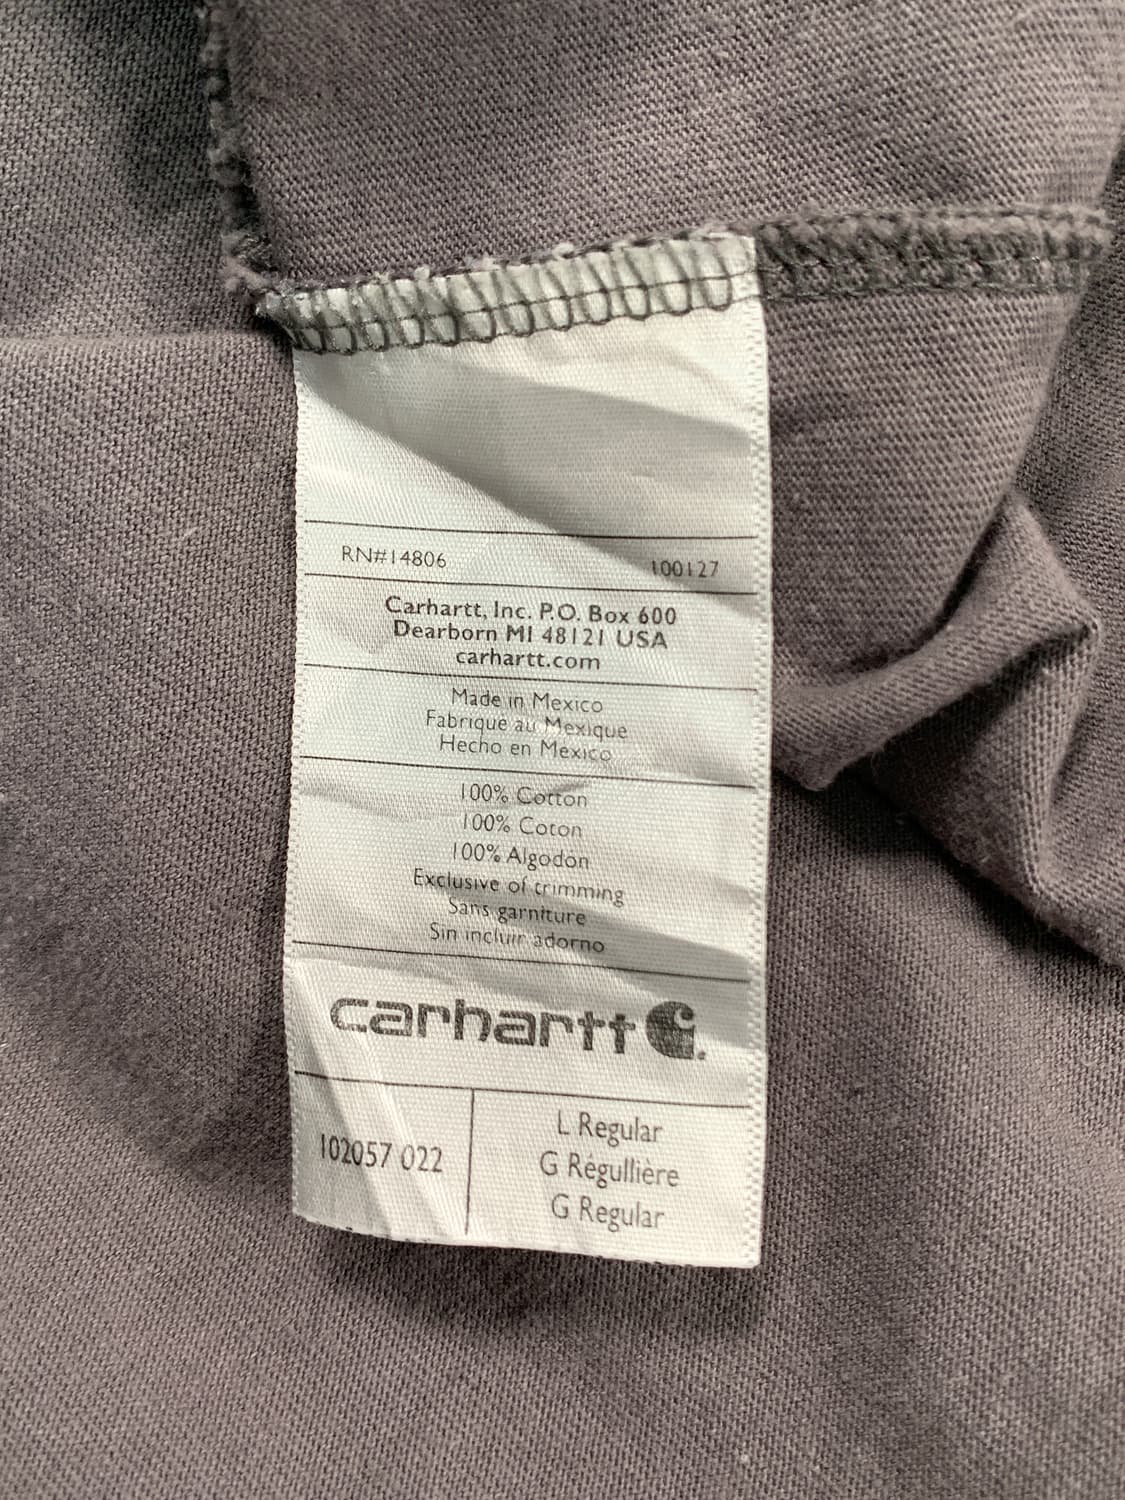 RN#14806 100127
Carhartt, Inc. P.O. Box 600
Dearborn MI 48121 USA
carhartt.com
Made in Mexico
Fabriqué au Mexique
Hecho en Mexico
100% Cotton
100% Coton
100% Algodón
Exclusive of trimming
Sans garniture
Sin incluir adorno
carhartt
102057 022
L Regular
G Régullière
G Regular